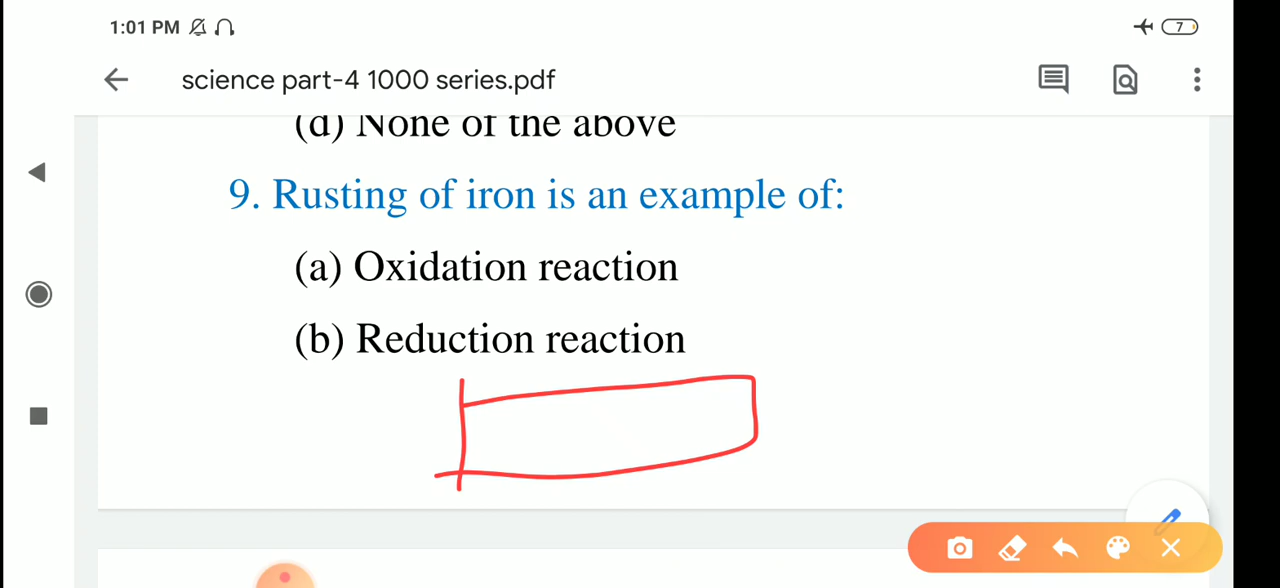 1:01 PM
7
science part-4 1000 series.pdf
(d) None of the above
9. Rusting of iron is an example of:
(a) Oxidation reaction
(b) Reduction reaction